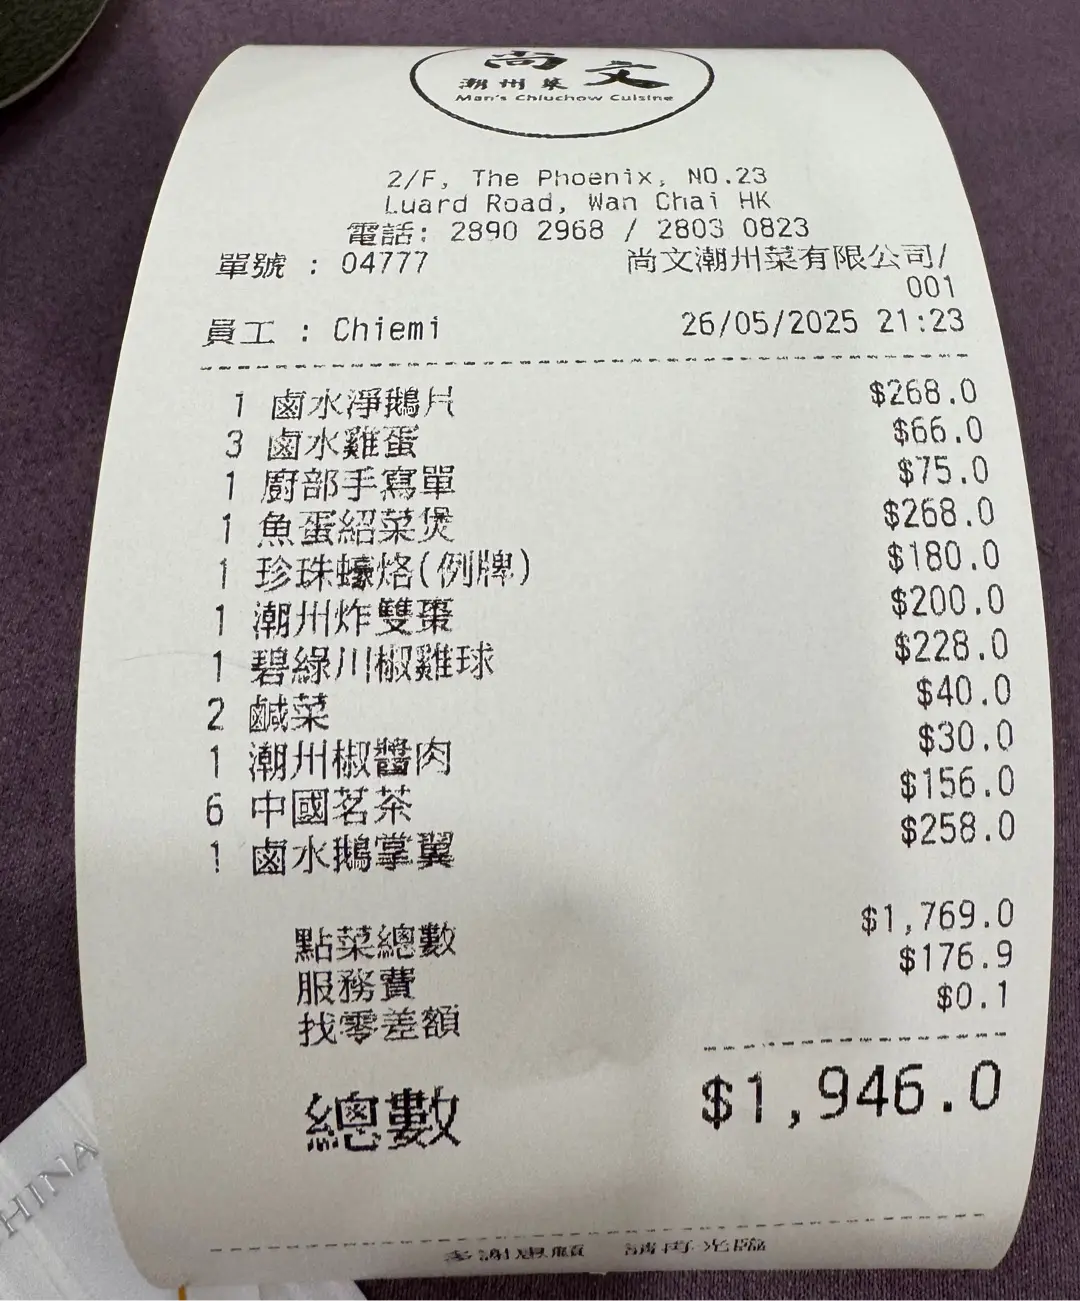 尚文
潮州菜
Man's Chiuchow Cuisine
2/F, The Phoenix, NO.23
Luard Road, Wan Chai HK
電話: 2890 2968 / 2803 0823
單號 : 04777 尚文潮州菜有限公司/
001
員工 : Chiemi 26/05/2025 21:23
1 鹵水淨鵝片 $268.0
3 鹵水雞蛋 $66.0
1 廚部手寫單 $75.0
1 魚蛋紹菜煲 $268.0
1 珍珠蠔烙(例牌) $180.0
1 潮州炸雙棗 $200.0
1 碧綠川椒雞球 $228.0
2 鹹菜 $40.0
1 潮州椒醬肉 $30.0
6 中國茗茶 $156.0
1 鹵水鵝掌翼 $258.0
點菜總數 $1,769.0
服務費 $176.9
找零差額 $0.1
總數 $1,946.0
多謝惠顧 請再光臨
HINA